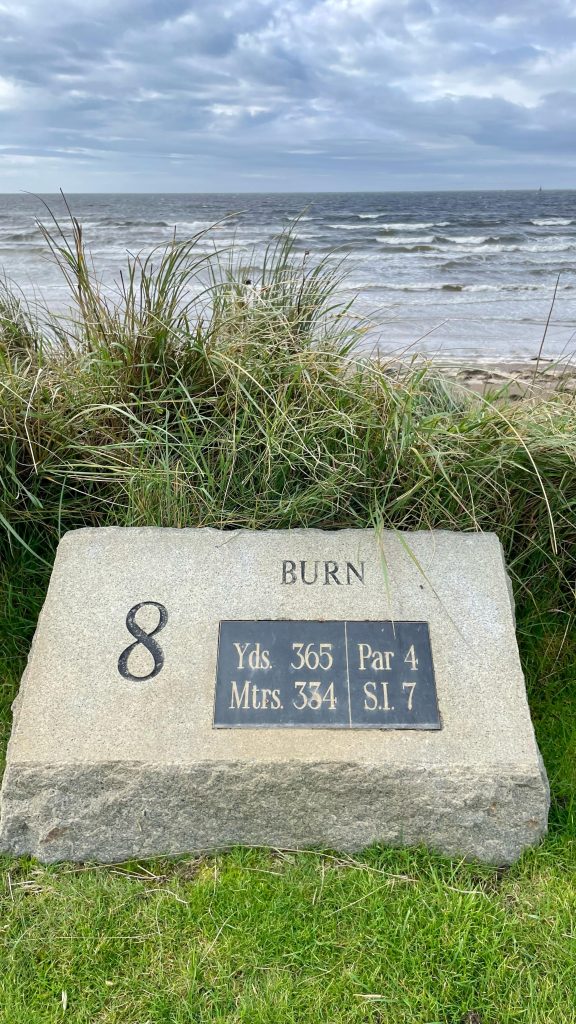 BURN
8
Yds. 365 Par 4
Mtrs. 334 S.I. 7